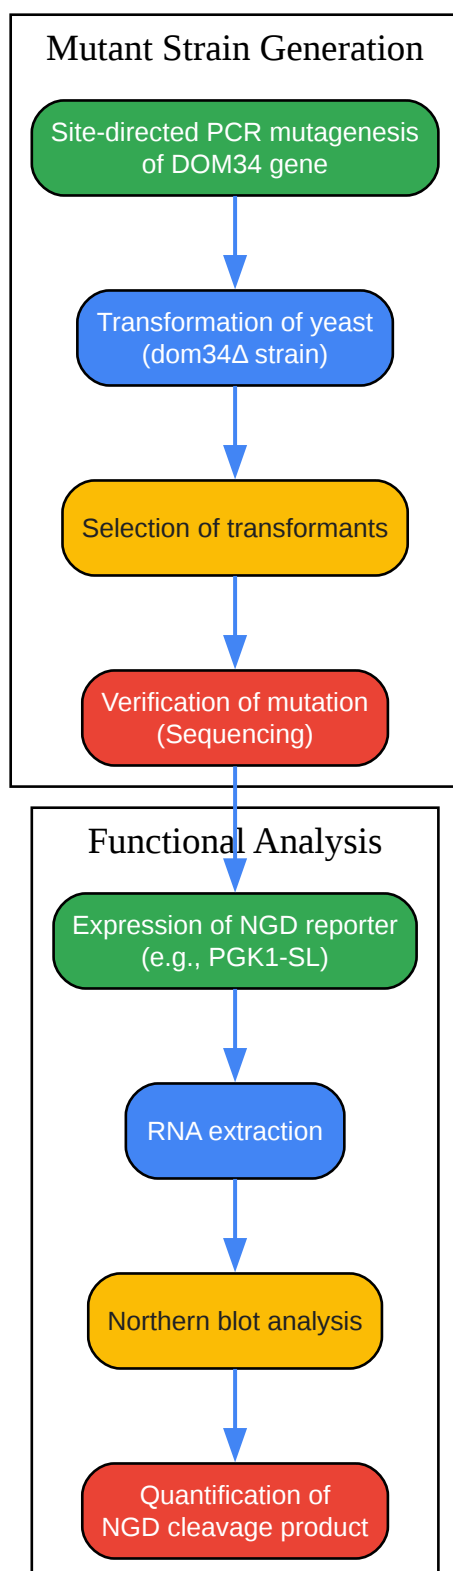 Mutant Strain Generation
Site-directed PCR mutagenesis
of DOM34 gene
Transformation of yeast
(dom34Δ strain)
Selection of transformants
Verification of mutation
(Sequencing)
Functional Analysis
Expression of NGD reporter
(e.g., PGK1-SL)
RNA extraction
Northern blot analysis
Quantification of
NGD cleavage product